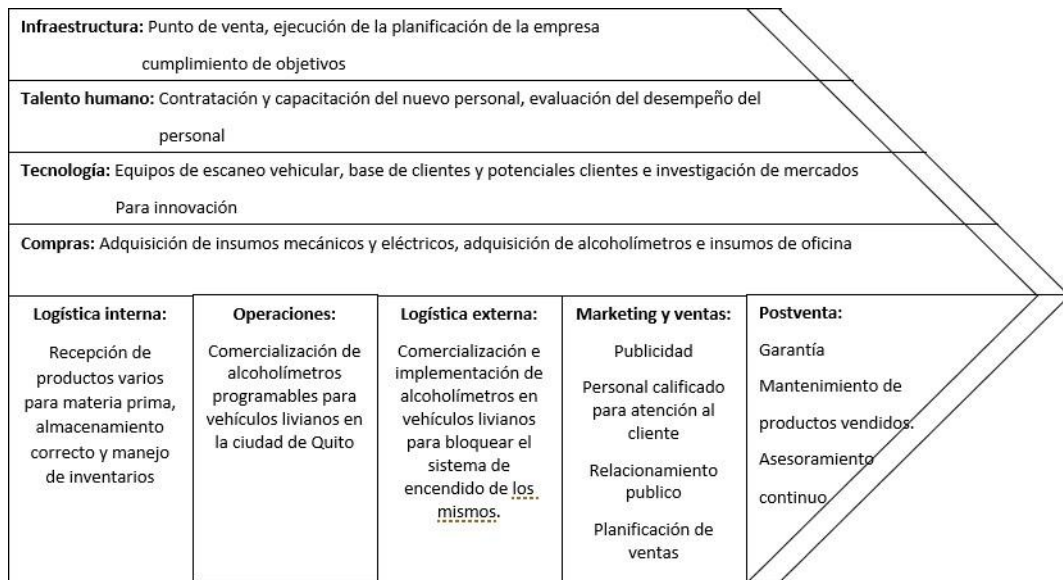 Infraestructura: Punto de venta, ejecución de la planificación de la empresa
cumplimiento de objetivos
Talento humano: Contratación y capacitación del nuevo personal, evaluación del desempeño del
personal
Tecnología: Equipos de escaneo vehicular, base de clientes y potenciales clientes e investigación de mercados
Para innovación
Compras: Adquisición de insumos mecánicos y eléctricos, adquisición de alcoholímetros e insumos de oficina
Logística interna:
Recepción de
productos varios
para materia prima,
almacenamiento
correcto y manejo
de inventarios
Operaciones:
Comercialización de
alcoholímetros
programables para
vehículos livianos en
la ciudad de Quito
Logística externa:
Comercialización e
implementación de
alcoholímetros en
vehículos livianos
para bloquear el
sistema de
encendido de los
mismos.
Marketing y ventas:
Publicidad
Personal calificado
para atención al
cliente
Relacionamiento
publico
Planificación de
ventas
Postventa:
Garantía
Mantenimiento de
productos vendidos.
Asesoramiento
continuo